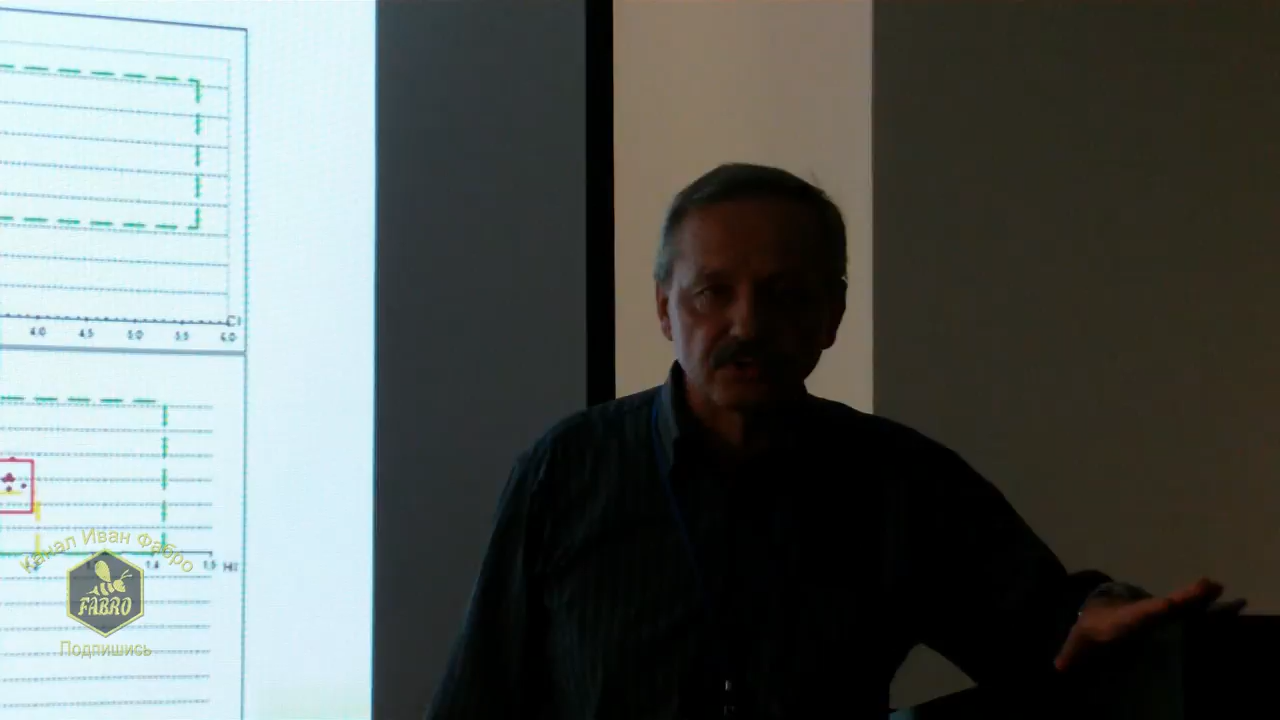 CI
4.0 4.5 5.0 5.5 6.0
1.4 1.5 HI
Канал Иван Фабро
FABRO
Подпишись